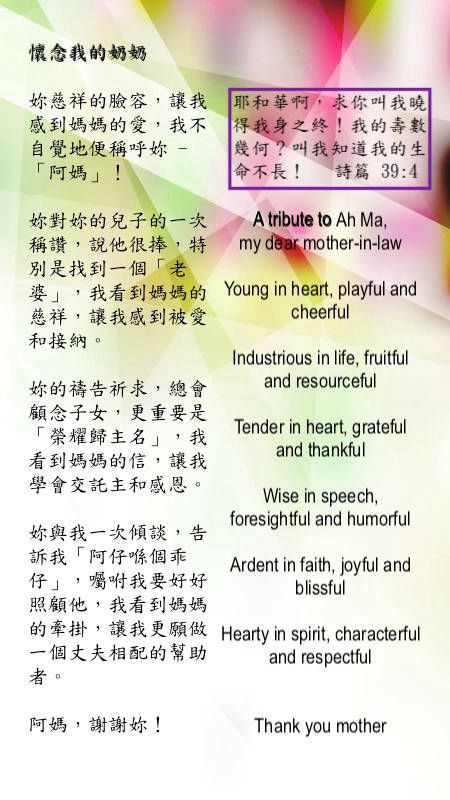 懷念我的奶奶
妳慈祥的臉容，讓我
感到媽媽的愛，我不
自覺地便稱呼妳 –
「阿媽」！
妳對妳的兒子的一次
稱讚，說他很捧，特
別是找到一個「老
婆」，我看到媽媽的
慈祥，讓我感到被愛
和接納。
妳的禱告祈求，總會
顧念子女，更重要是
「榮耀歸主名」，我
看到媽媽的信，讓我
學會交託主和感恩。
妳與我一次傾談，告
訴我「阿仔喺個乖
仔」，囑咐我要好好
照顧他，我看到媽媽
的牽掛，讓我更願做
一個丈夫相配的幫助
者。
阿媽，謝謝妳！
耶和華啊，求你叫我曉
得我身之終！我的壽數
幾何？叫我知道我的生
命不長！ 詩篇 39:4
A tribute to Ah Ma,
my dear mother-in-law
Young in heart, playful and
cheerful
Industrious in life, fruitful
and resourceful
Tender in heart, grateful
and thankful
Wise in speech,
foresightful and humorful
Ardent in faith, joyful and
blissful
Hearty in spirit, characterful
and respectful
Thank you mother